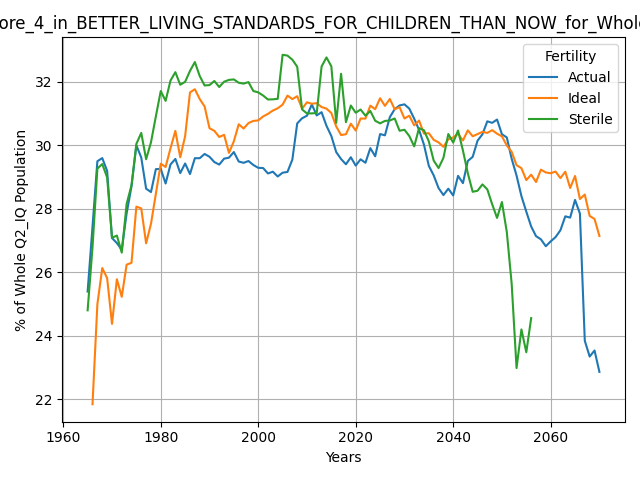 ore_4_in_BETTER_LIVING_STANDARDS_FOR_CHILDREN_THAN_NOW_for_Whole
Fertility
Actual
Ideal
Sterile
% of Whole Q2_IQ Population
32
30
28
26
24
22
1960
1980
2000
2020
2040
2060
Years